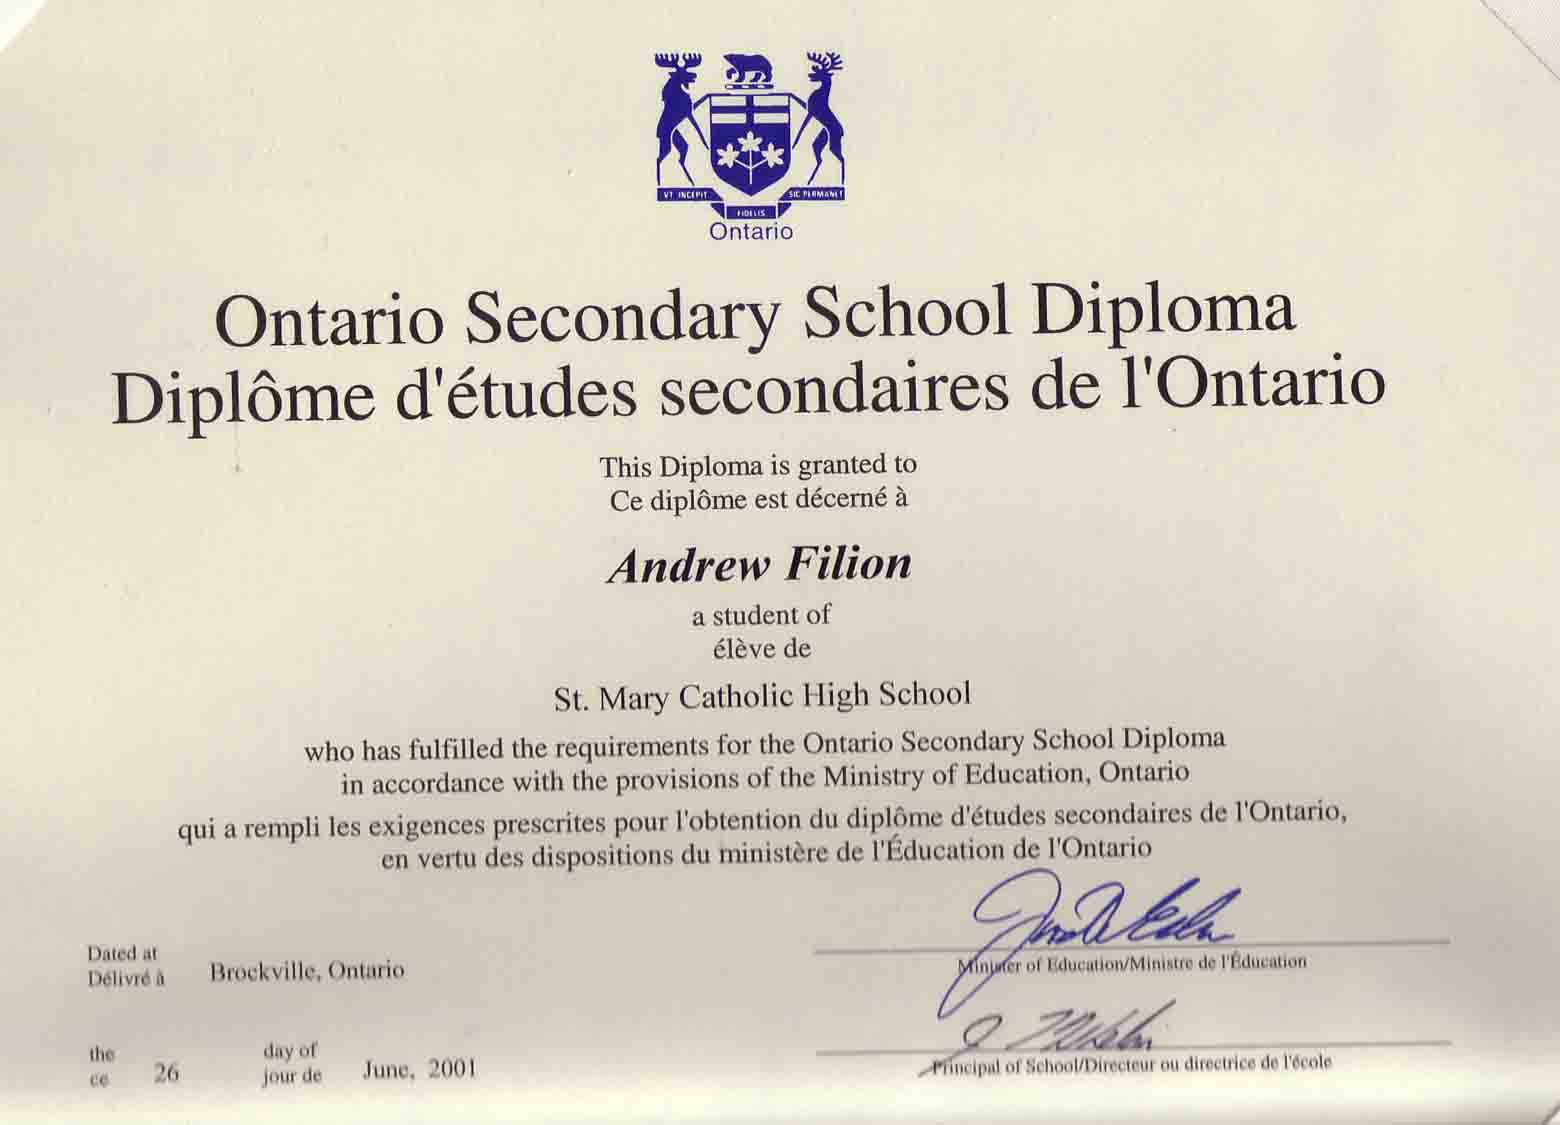 VT INCEPIT SIC PERMANET
FIDELIS
Ontario
Ontario Secondary School Diploma
Diplôme d'études secondaires de l'Ontario
This Diploma is granted to
Ce diplôme est décerné à
Andrew Filion
a student of
élève de
St. Mary Catholic High School
who has fulfilled the requirements for the Ontario Secondary School Diploma
in accordance with the provisions of the Ministry of Education, Ontario
qui a rempli les exigences prescrites pour l'obtention du diplôme d'études secondaires de l'Ontario,
en vertu des dispositions du ministère de l'Éducation de l'Ontario
Dated at
Délivré à Brockville, Ontario
Minister of Education/Ministre de l'Éducation
the day of
ce 26 jour de June, 2001
Principal of School/Directeur ou directrice de l'école